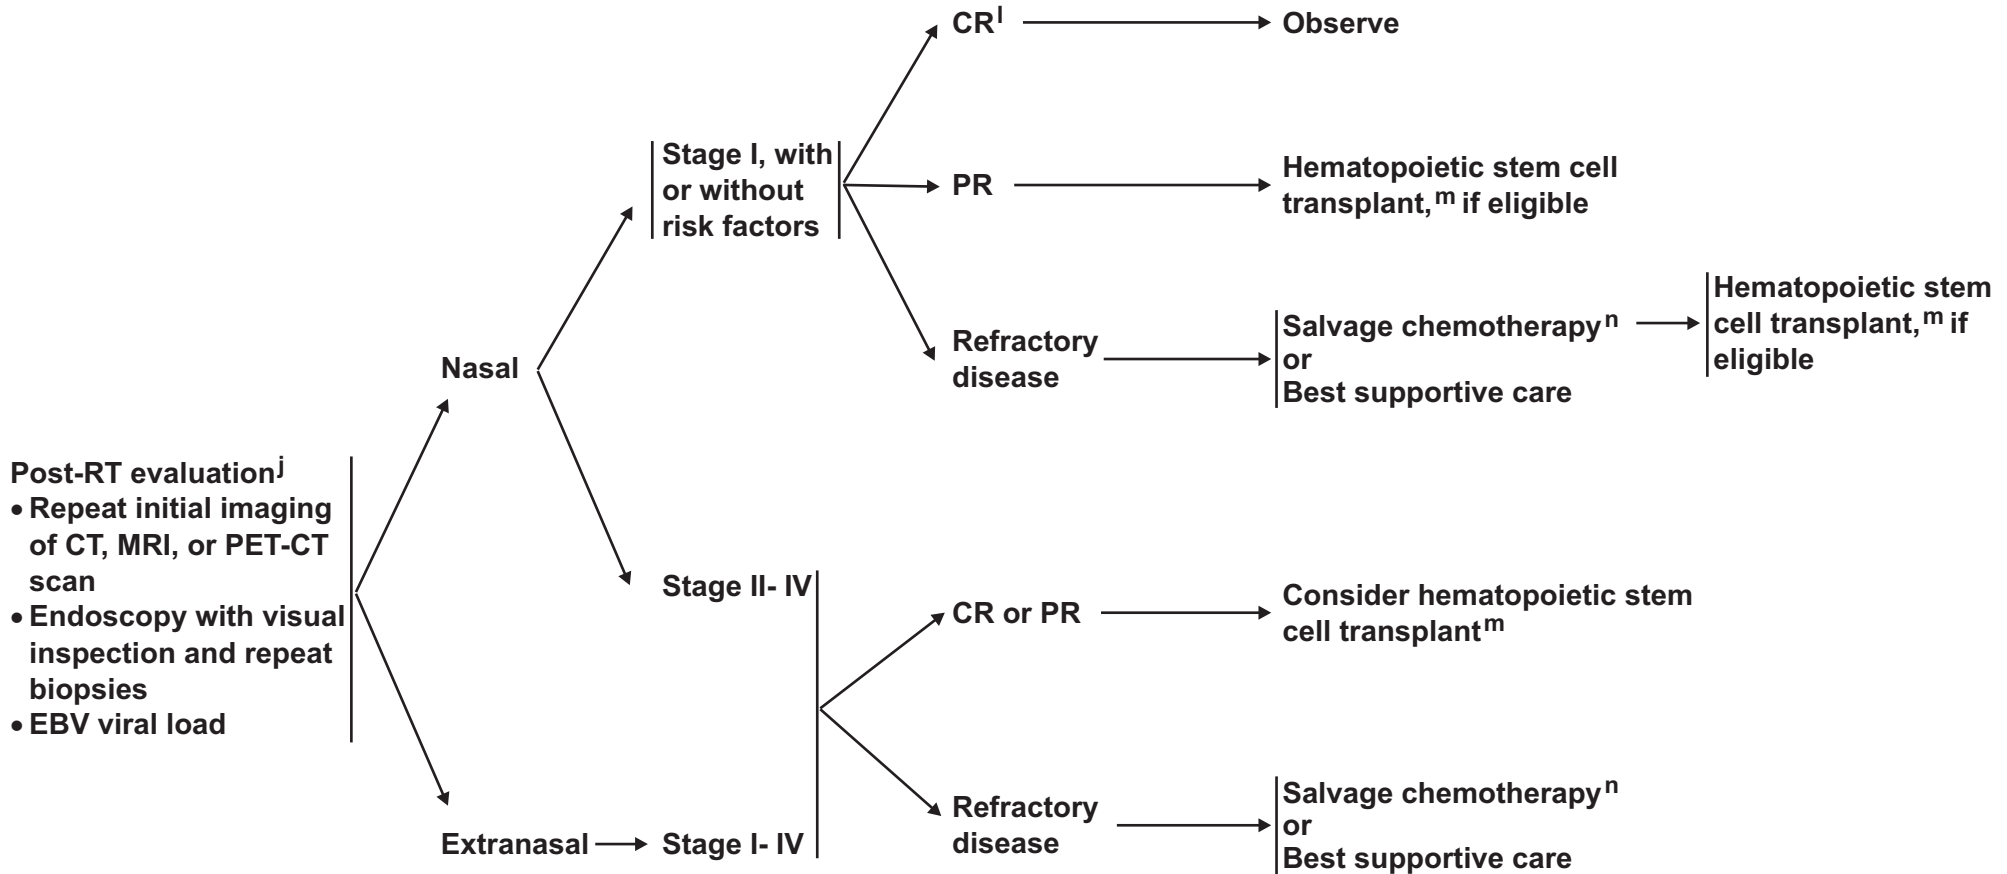 Post-RT evaluation^j
• Repeat initial imaging
of CT, MRI, or PET-CT
scan
• Endoscopy with visual
inspection and repeat
biopsies
• EBV viral load
Nasal
Extranasal
Stage I, with
or without
risk factors
Stage II- IV
Stage I- IV
CR^l
Observe
PR
Hematopoietic stem cell
transplant,^m if eligible
Refractory
disease
Salvage chemotherapy^n
or
Best supportive care
Hematopoietic stem
cell transplant,^m if
eligible
CR or PR
Consider hematopoietic stem
cell transplant^m
Refractory
disease
Salvage chemotherapy^n
or
Best supportive care